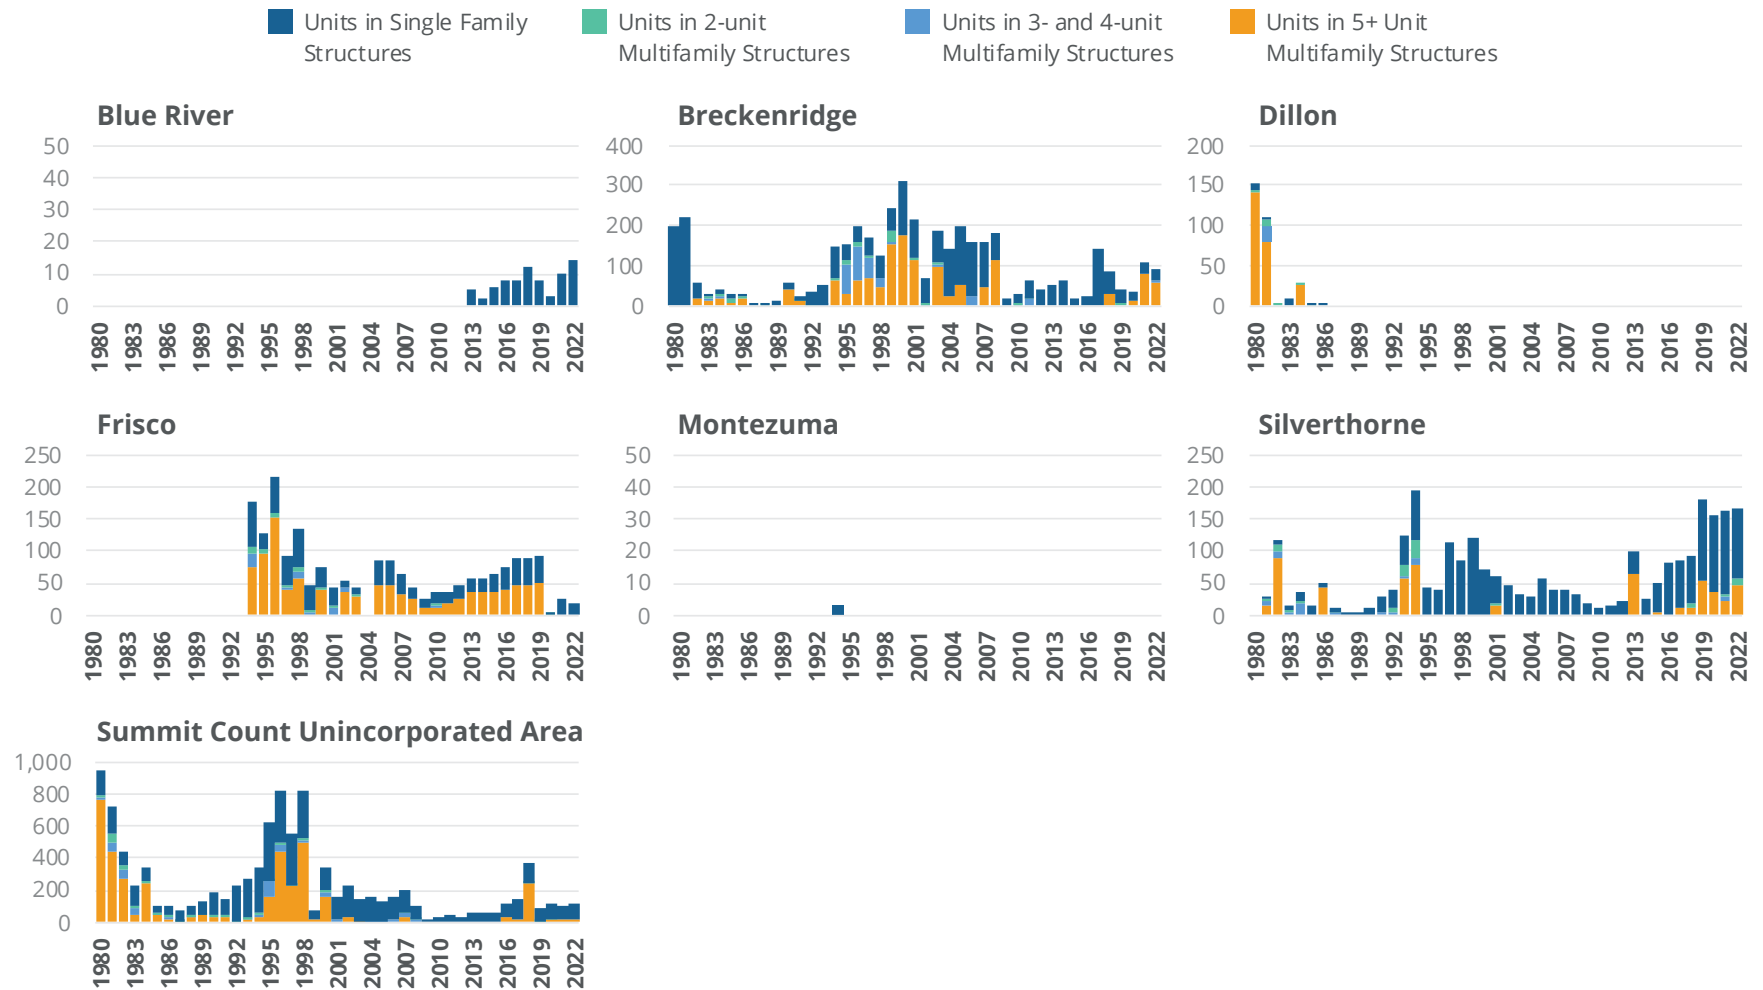 Units in Single Family
Structures
Units in 2-unit
Multifamily Structures
Units in 3- and 4-unit
Multifamily Structures
Units in 5+ Unit
Multifamily Structures
Blue River
50
40
30
20
10
0
1980 1983 1986 1989 1992 1995 1998 2001 2004 2007 2010 2013 2016 2019 2022
Breckenridge
400
300
200
100
0
1980 1983 1986 1989 1992 1995 1998 2001 2004 2007 2010 2013 2016 2019 2022
Dillon
200
150
100
50
0
1980 1983 1986 1989 1992 1995 1998 2001 2004 2007 2010 2013 2016 2019 2022
Frisco
250
200
150
100
50
0
1980 1983 1986 1989 1992 1995 1998 2001 2004 2007 2010 2013 2016 2019 2022
Montezuma
50
40
30
20
10
0
1980 1983 1986 1989 1992 1995 1998 2001 2004 2007 2010 2013 2016 2019 2022
Silverthorne
250
200
150
100
50
0
1980 1983 1986 1989 1992 1995 1998 2001 2004 2007 2010 2013 2016 2019 2022
Summit Count Unincorporated Area
1,000
800
600
400
200
0
1980 1983 1986 1989 1992 1995 1998 2001 2004 2007 2010 2013 2016 2019 2022